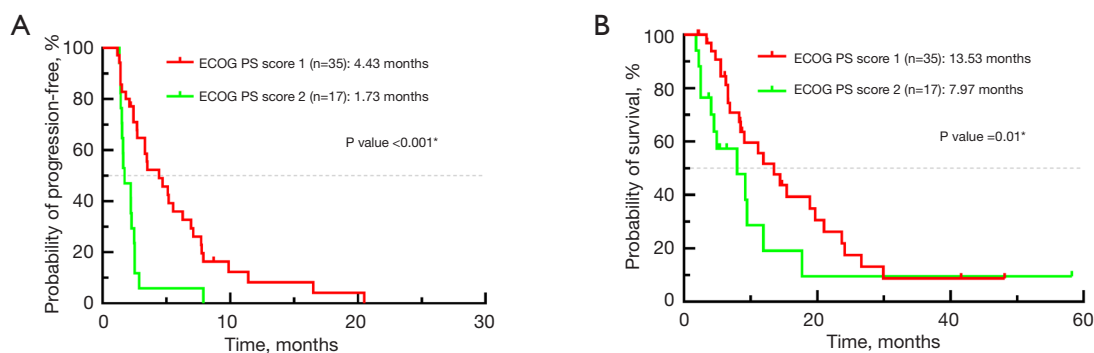 A
Probability of progression-free, %
100
80
60
40
20
0
0
10
20
30
Time, months
ECOG PS score 1 (n=35): 4.43 months
ECOG PS score 2 (n=17): 1.73 months
P value <0.001*
B
Probability of survival, %
100
80
60
40
20
0
0
20
40
60
Time, months
ECOG PS score 1 (n=35): 13.53 months
ECOG PS score 2 (n=17): 7.97 months
P value =0.01*